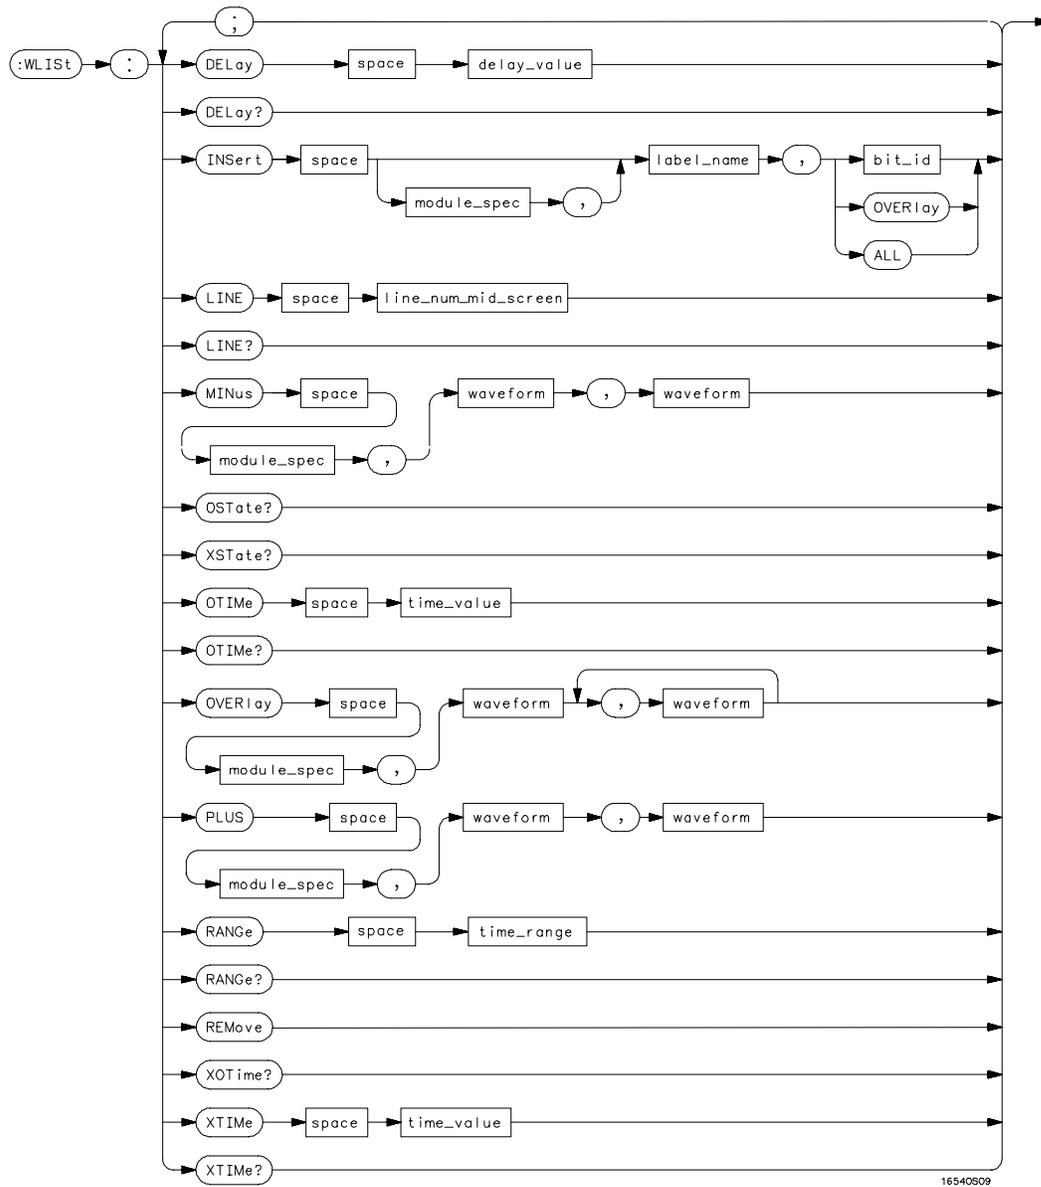 ;
:WLISt : DELay space delay_value
DELay?
INSert space label_name , bit_id
module_spec , OVERlay
ALL
LINE space line_num_mid_screen
LINE?
MINus space waveform , waveform
module_spec ,
OSTate?
XSTate?
OTIMe space time_value
OTIMe?
OVERlay space waveform , waveform
module_spec ,
PLUS space waveform , waveform
module_spec ,
RANGe space time_range
RANGe?
REMove
XOTime?
XTIMe space time_value
XTIMe?
16540S09